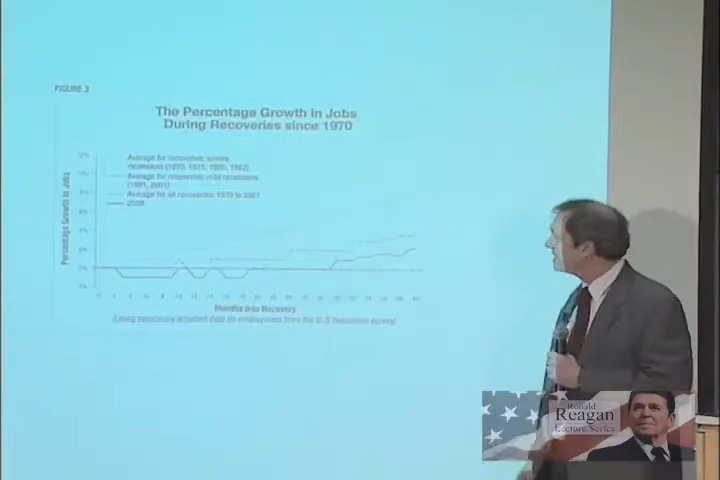 FIGURE 3
The Percentage Growth in Jobs
During Recoveries since 1970
Average for recoveries: severe
recessions (1970, 1975, 1980, 1982)
Average for recoveries: mild recessions
(1991, 2001)
Average for all recoveries: 1970 to 2001
2009
Percentage Growth in Jobs
Months Into Recovery
(Using seasonally adjusted data on employment from the BLS household survey)
Ronald
Reagan
Lecture Series